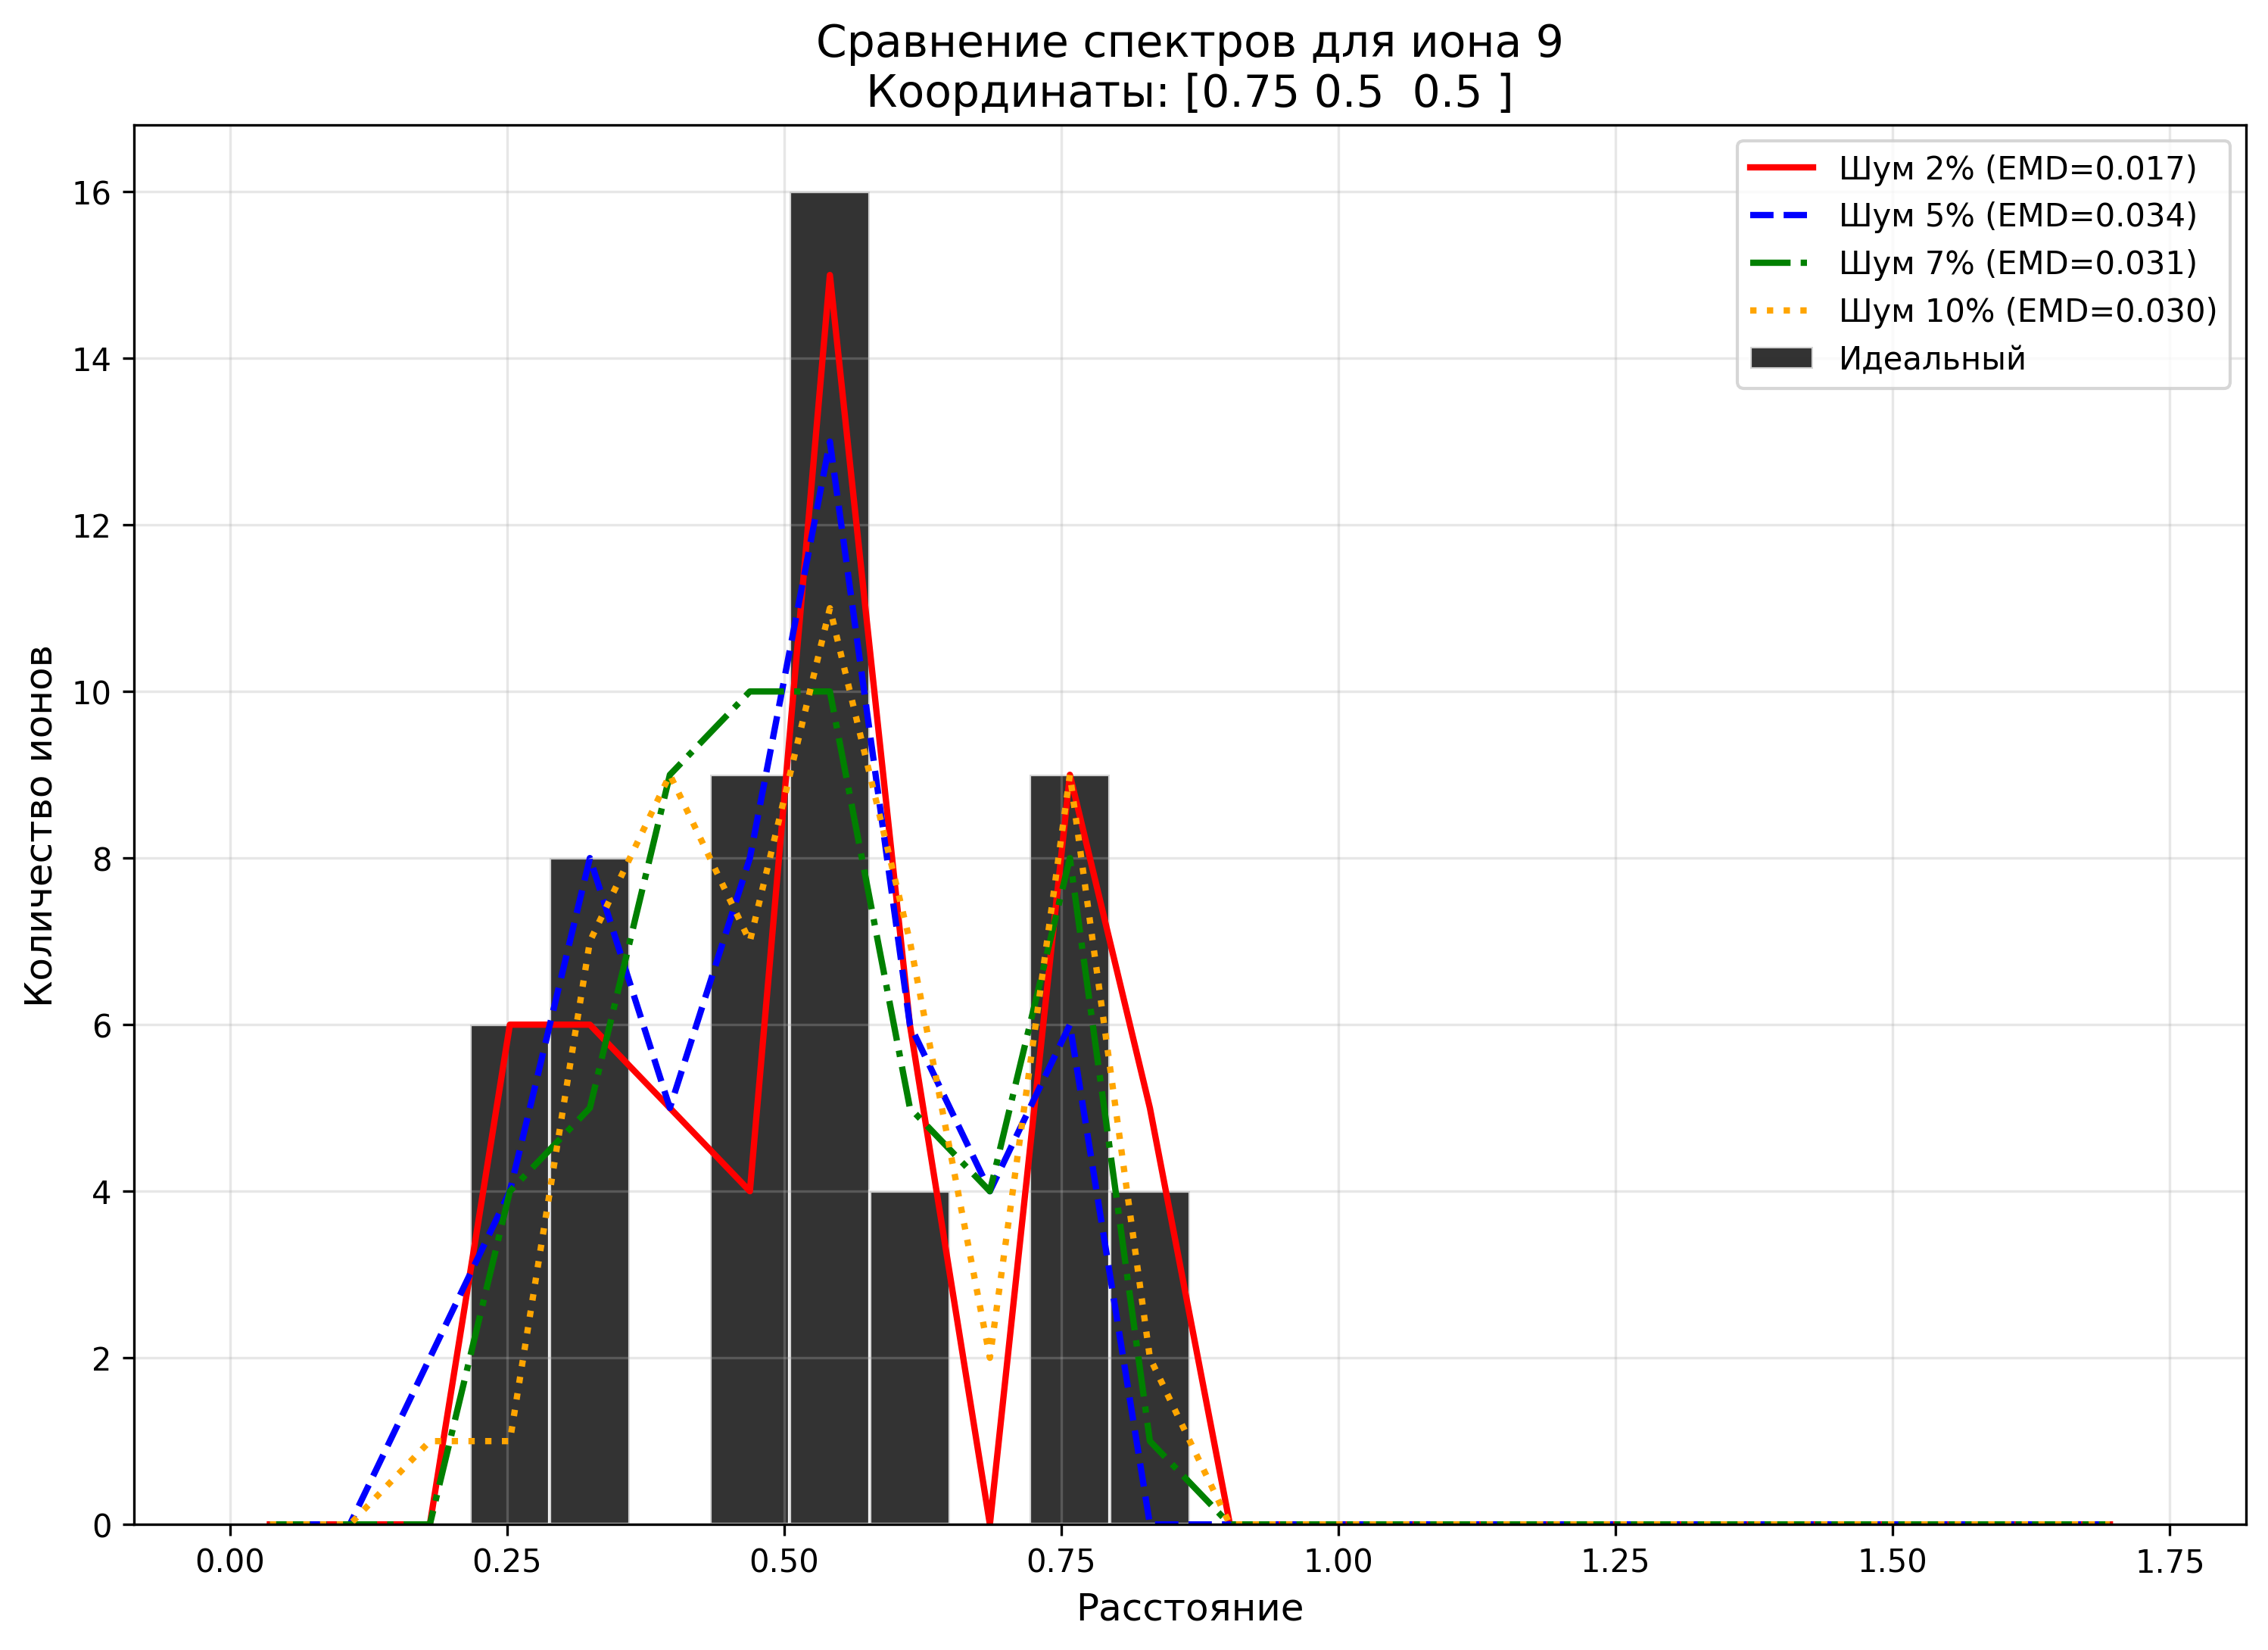 Сравнение спектров для иона 9
Координаты: [0.75 0.5  0.5 ]
Шум 2% (EMD=0.017)
Шум 5% (EMD=0.034)
Шум 7% (EMD=0.031)
Шум 10% (EMD=0.030)
Идеальный
Количество ионов
16
14
12
10
8
6
4
2
0
0.00 0.25 0.50 0.75 1.00 1.25 1.50 1.75
Расстояние